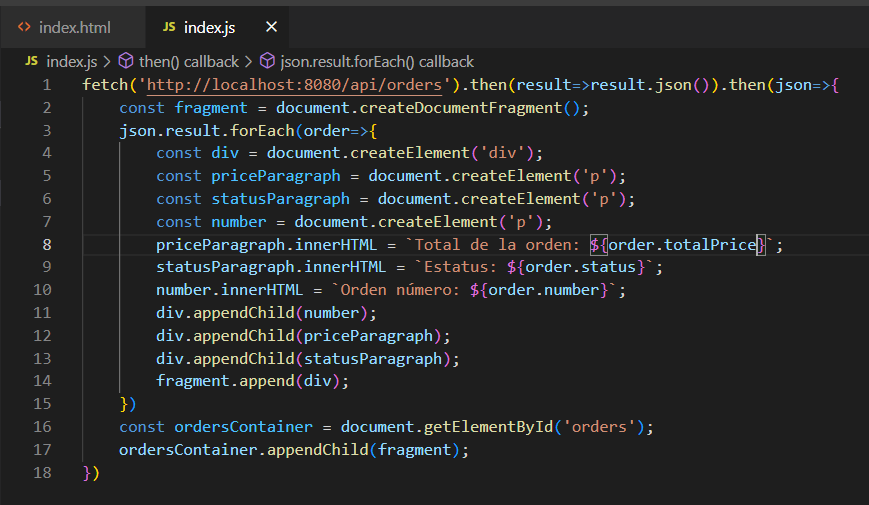 <> index.html JS index.js ×
JS index.js > then() callback > json.result.forEach() callback
1 fetch('http://localhost:8080/api/orders').then(result=>result.json()).then(json=>{
2 const fragment = document.createDocumentFragment();
3 json.result.forEach(order=>{
4 const div = document.createElement('div');
5 const priceParagraph = document.createElement('p');
6 const statusParagraph = document.createElement('p');
7 const number = document.createElement('p');
8 priceParagraph.innerHTML = `Total de la orden: ${order.totalPrice}`;
9 statusParagraph.innerHTML = `Estatus: ${order.status}`;
10 number.innerHTML = `Orden número: ${order.number}`;
11 div.appendChild(number);
12 div.appendChild(priceParagraph);
13 div.appendChild(statusParagraph);
14 fragment.append(div);
15 })
16 const ordersContainer = document.getElementById('orders');
17 ordersContainer.appendChild(fragment);
18 })